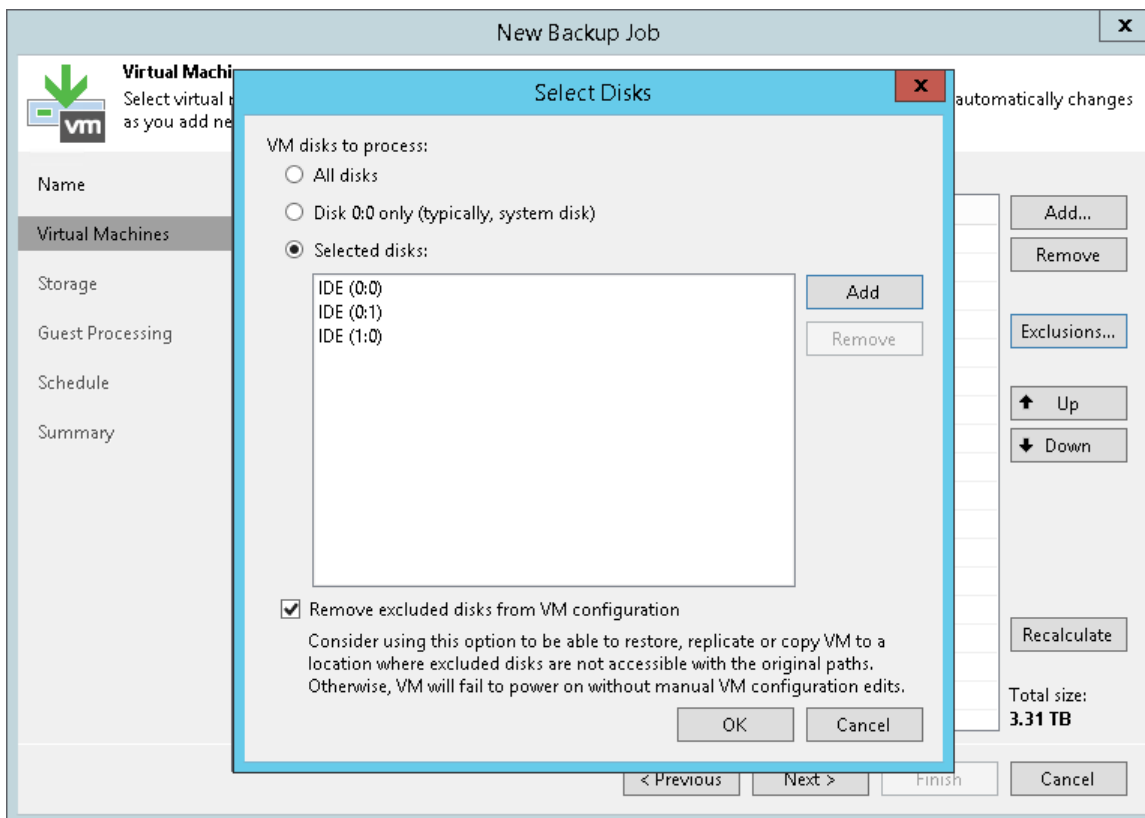 New Backup Job
x
Virtual Machi
Select virtual
automatically changes
as you add ne
vm
Name
Virtual Machines
Storage
Guest Processing
Schedule
Summary
Select Disks
x
VM disks to process:
All disks
Disk 0:0 only (typically, system disk)
Selected disks:
IDE (0:0)
IDE (0:1)
IDE (1:0)
Add
Remove
Remove excluded disks from VM configuration
Consider using this option to be able to restore, replicate or copy VM to a
location where excluded disks are not accessible with the original paths.
Otherwise, VM will fail to power on without manual VM configuration edits.
OK
Cancel
Add...
Remove
Exclusions...
Up
Down
Recalculate
Total size:
3.31 TB
< Previous
Next >
Finish
Cancel